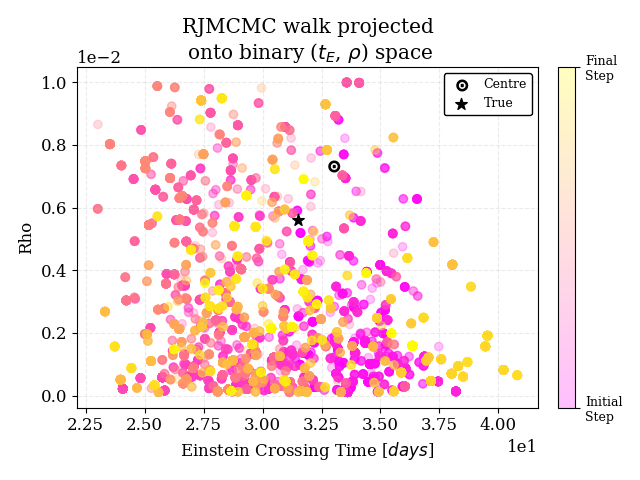 RJMCMC walk projected
onto binary (t_E, ρ) space
1e−2
1.0
0.8
0.6
0.4
0.2
0.0
Rho
2.25 2.50 2.75 3.00 3.25 3.50 3.75 4.00
1e1
Einstein Crossing Time [days]
Centre
True
Final
Step
Initial
Step